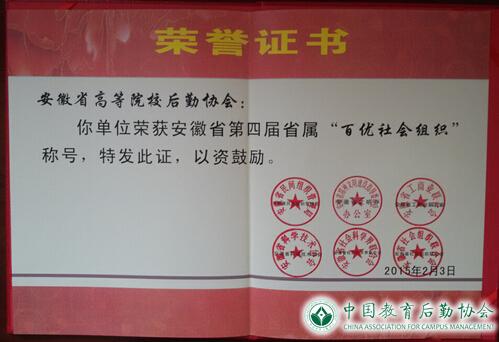 荣誉证书
安徽省高等院校后勤协会：
你单位荣获安徽省第四届省属“百优社会组织”
称号，特发此证，以资鼓励。
2015年2月3日
中国教育后勤协会
CHINA ASSOCIATION FOR CAMPUS MANAGEMENT